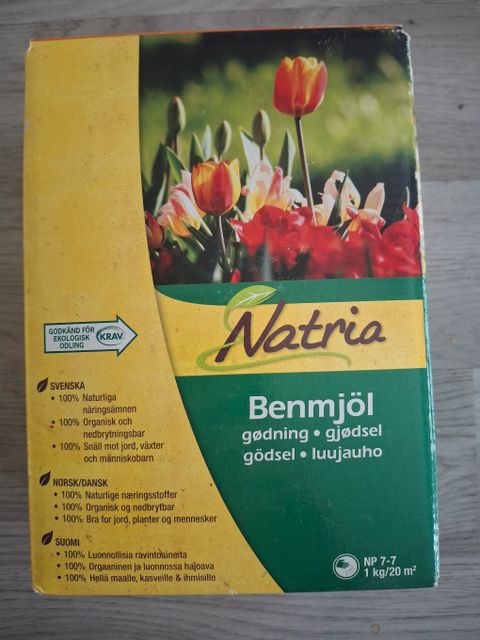 GODKÄND FÖR
EKOLOGISK
ODLING
KRAV
Natria
Benmjöl
gødning • gjødsel
gödsel • luujauho
SVENSKA
• 100% Naturliga
näringsämnen
• 100% Organisk och
nedbrytningsbar
• 100% Snäll mot jord, växter
och människobarn
NORSK/DANSK
• 100% Naturlige næringsstoffer
• 100% Organisk og nedbrytbar
• 100% Bra for jord, planter og mennesker
SUOMI
• 100% Luonnollisia ravintoaineita
• 100% Orgaaninen ja luonnossa hajoava
• 100% Hellä maalle, kasveille & ihmisille
NP 7-7
1 kg/20 m²